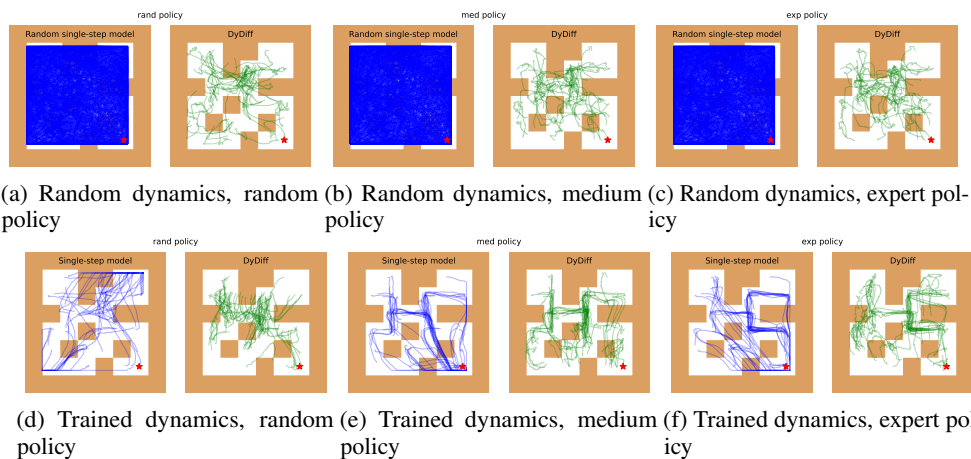 rand policy
med policy
exp policy
Random single-step model
DyDiff
Random single-step model
DyDiff
Random single-step model
DyDiff
(a) Random dynamics, random
policy
(b) Random dynamics, medium
policy
(c) Random dynamics, expert pol-
icy
rand policy
med policy
exp policy
Single-step model
DyDiff
Single-step model
DyDiff
Single-step model
DyDiff
(d) Trained dynamics, random
policy
(e) Trained dynamics, medium
policy
(f) Trained dynamics, expert pol
icy